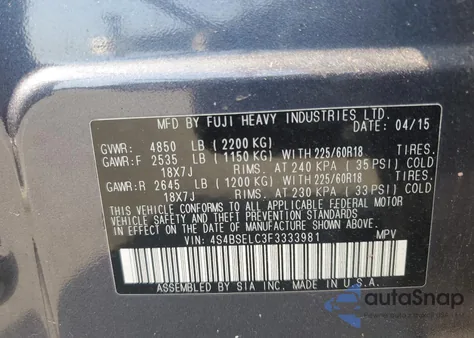 MFD BY FUJI HEAVY INDUSTRIES LTD. DATE: 04/15
GVWR: 4850 LB (2200 KG)
GAWR:F 2535 LB (1150 KG) WITH 225/60R18 TIRES.
18X7J RIMS. AT 240 KPA (35 PSI) COLD
GAWR:R 2645 LB (1200 KG) WITH 225/60R18 TIRES.
18X7J RIMS. AT 230 KPA (33 PSI) COLD
THIS VEHICLE CONFORMS TO ALL APPLICABLE FEDERAL MOTOR
VEHICLE SAFETY AND THEFT PREVENTION STANDARDS
IN EFFECT ON THE DATE OF MANUFACTURE SHOWN ABOVE.
VIN: 4S4BSELC3F3333981 MPV
ASSEMBLED BY SIA INC. IN U.S.A.
autoSnap